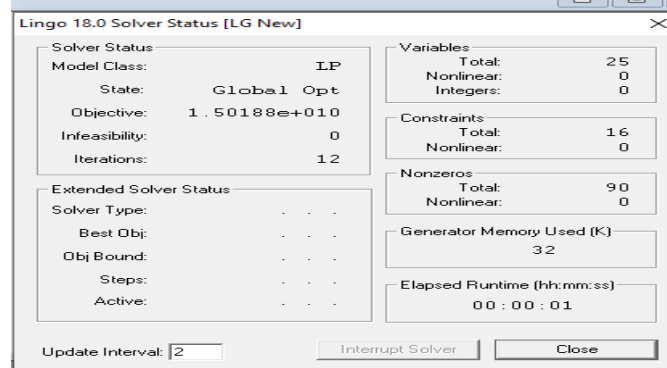 Lingo 18.0 Solver Status [LG New]
Solver Status
Model Class: LP
State: Global Opt
Objective: 1.50188e+010
Infeasibility: 0
Iterations: 12
Extended Solver Status
Solver Type: . . .
Best Obj: . . .
Obj Bound: . . .
Steps: . . .
Active: . . .
Update Interval: 2
Variables
Total: 25
Nonlinear: 0
Integers: 0
Constraints
Total: 16
Nonlinear: 0
Nonzeros
Total: 90
Nonlinear: 0
Generator Memory Used (K)
32
Elapsed Runtime (hh:mm:ss)
00:00:01
Interrupt Solver
Close